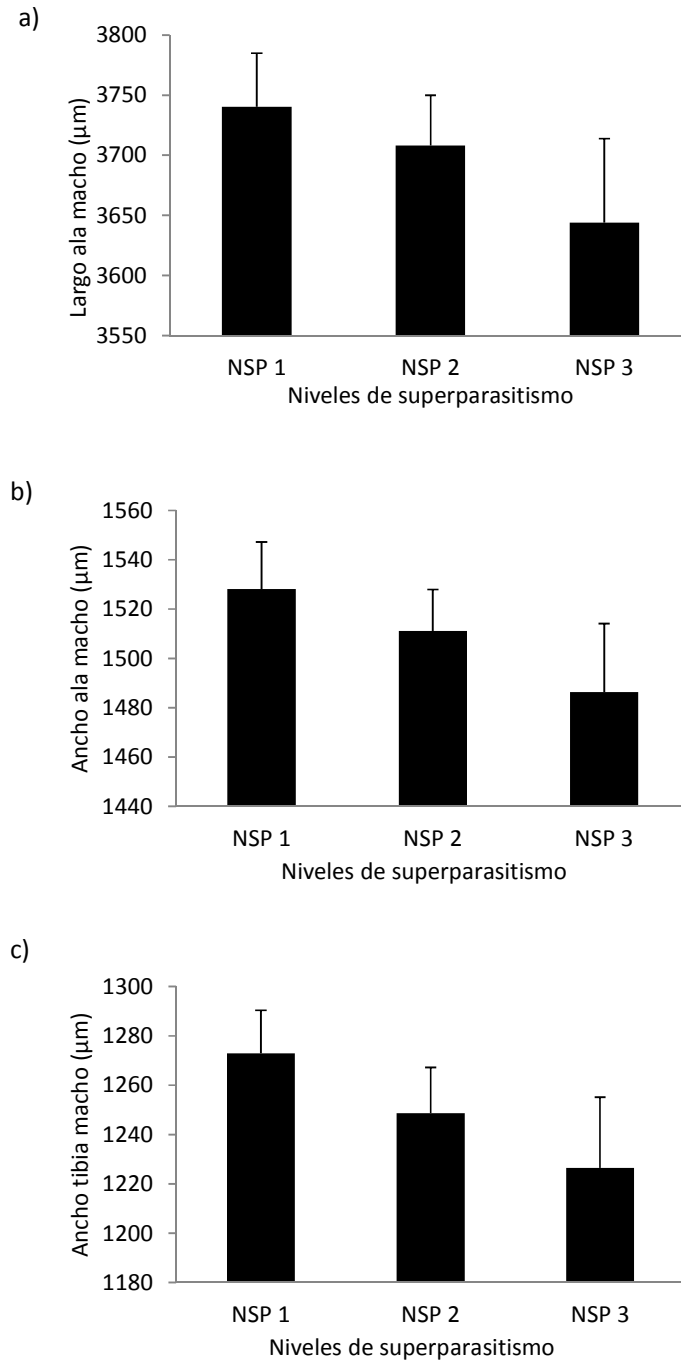 a)
3800
3750
3700
3650
3600
3550
Largo ala macho (µm)
NSP 1 NSP 2 NSP 3
Niveles de superparasitismo
b)
1560
1540
1520
1500
1480
1460
1440
Ancho ala macho (µm)
NSP 1 NSP 2 NSP 3
Niveles de superparasitismo
c)
1300
1280
1260
1240
1220
1200
1180
Ancho tibia macho (µm)
NSP 1 NSP 2 NSP 3
Niveles de superparasitismo